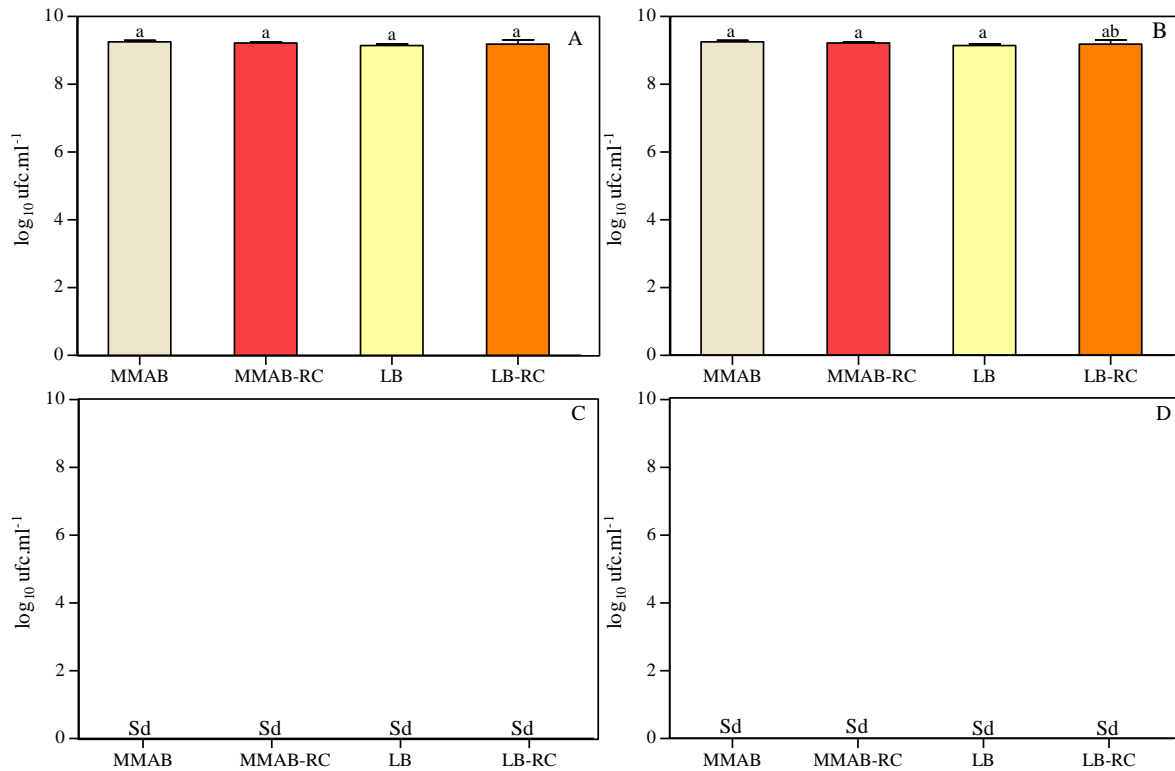 10
8
6
4
2
0
log10 ufc.ml-1
a a a a
A
MMAB MMAB-RC LB LB-RC
10
8
6
4
2
0
log10 ufc.ml-1
a a a ab
B
MMAB MMAB-RC LB LB-RC
10
8
6
4
2
0
log10 ufc.ml-1
C
Sd Sd Sd Sd
MMAB MMAB-RC LB LB-RC
10
8
6
4
2
0
log10 ufc.ml-1
D
Sd Sd Sd Sd
MMAB MMAB-RC LB LB-RC